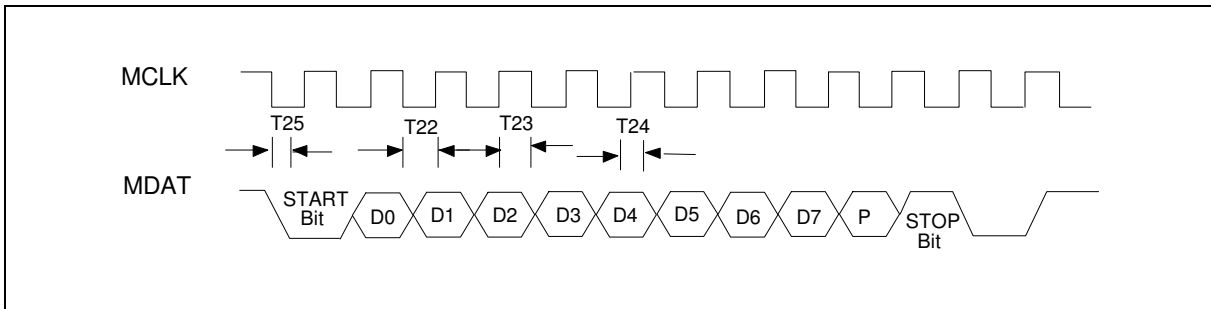 MCLK
T25
T22
T23
T24
MDAT
START
Bit
D0
D1
D2
D3
D4
D5
D6
D7
P
STOP
Bit